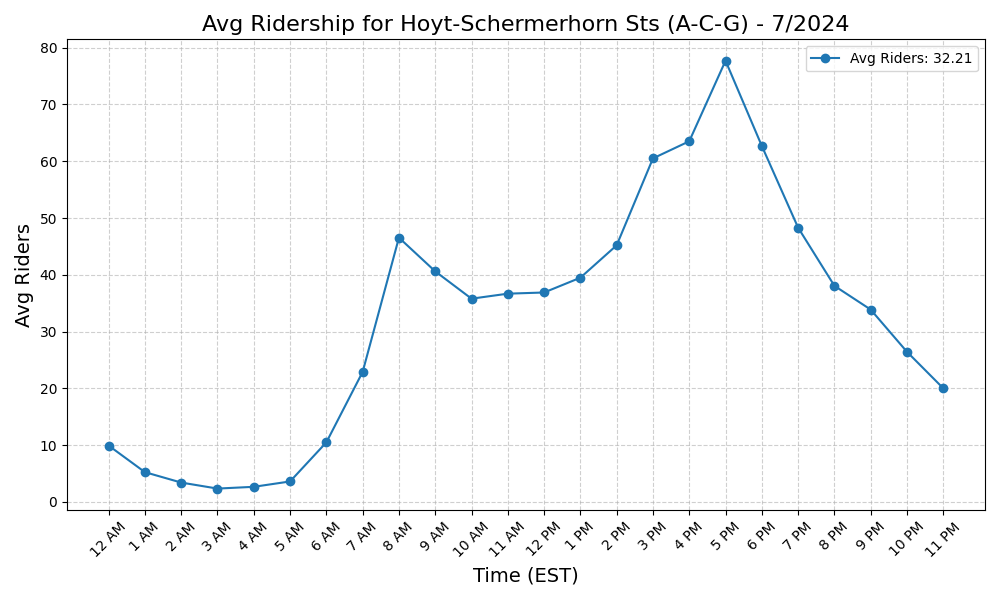 Avg Ridership for Hoyt-Schermerhorn Sts (A-C-G) - 7/2024
Avg Riders: 32.21
Avg Riders
80
70
60
50
40
30
20
10
0
12 AM
1 AM
2 AM
3 AM
4 AM
5 AM
6 AM
7 AM
8 AM
9 AM
10 AM
11 AM
12 PM
1 PM
2 PM
3 PM
4 PM
5 PM
6 PM
7 PM
8 PM
9 PM
10 PM
11 PM
Time (EST)